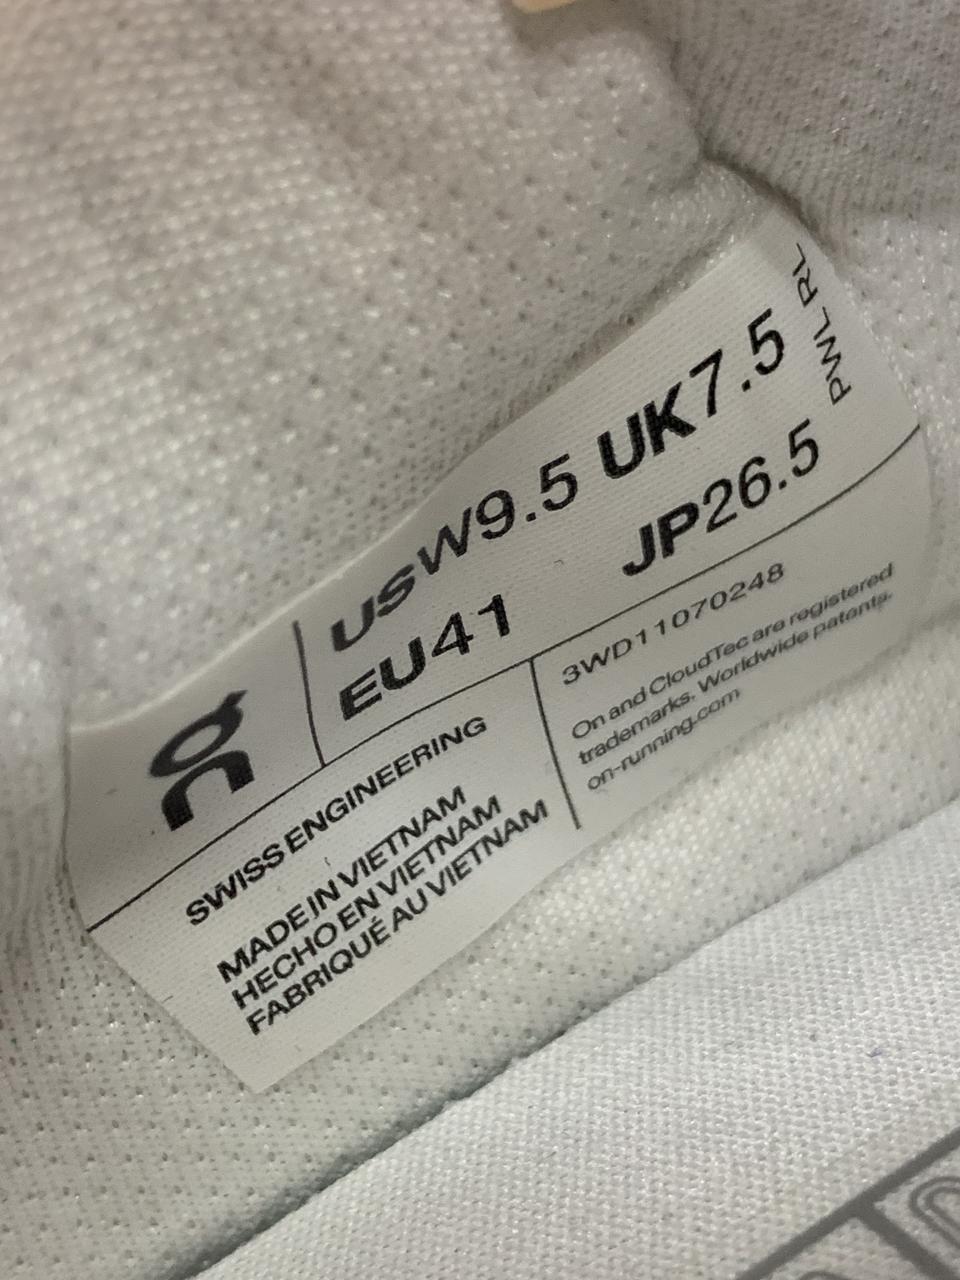 On
USW9.5 UK7.5
EU41 JP26.5
PWL RL
SWISS ENGINEERING
MADE IN VIETNAM
HECHO EN VIETNAM
FABRIQUÉ AU VIETNAM
3WD11070248
On and CloudTec are registered
trademarks. Worldwide patents.
on-running.com